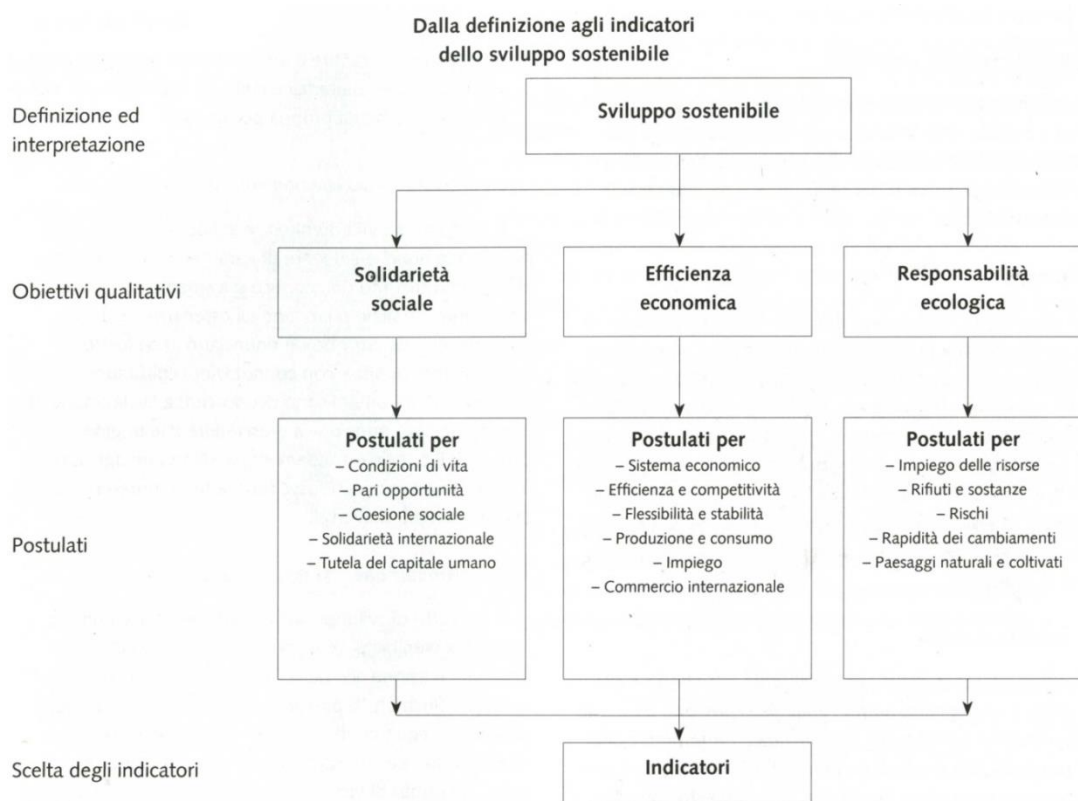 Dalla definizione agli indicatori
dello sviluppo sostenibile
Definizione ed
interpretazione
Sviluppo sostenibile
Obiettivi qualitativi
Solidarietà
sociale
Efficienza
economica
Responsabilità
ecologica
Postulati
Postulati per
– Condizioni di vita
– Pari opportunità
– Coesione sociale
– Solidarietà internazionale
– Tutela del capitale umano
Postulati per
– Sistema economico
– Efficienza e competitività
– Flessibilità e stabilità
– Produzione e consumo
– Impiego
– Commercio internazionale
Postulati per
– Impiego delle risorse
– Rifiuti e sostanze
– Rischi
– Rapidità dei cambiamenti
– Paesaggi naturali e coltivati
Scelta degli indicatori
Indicatori